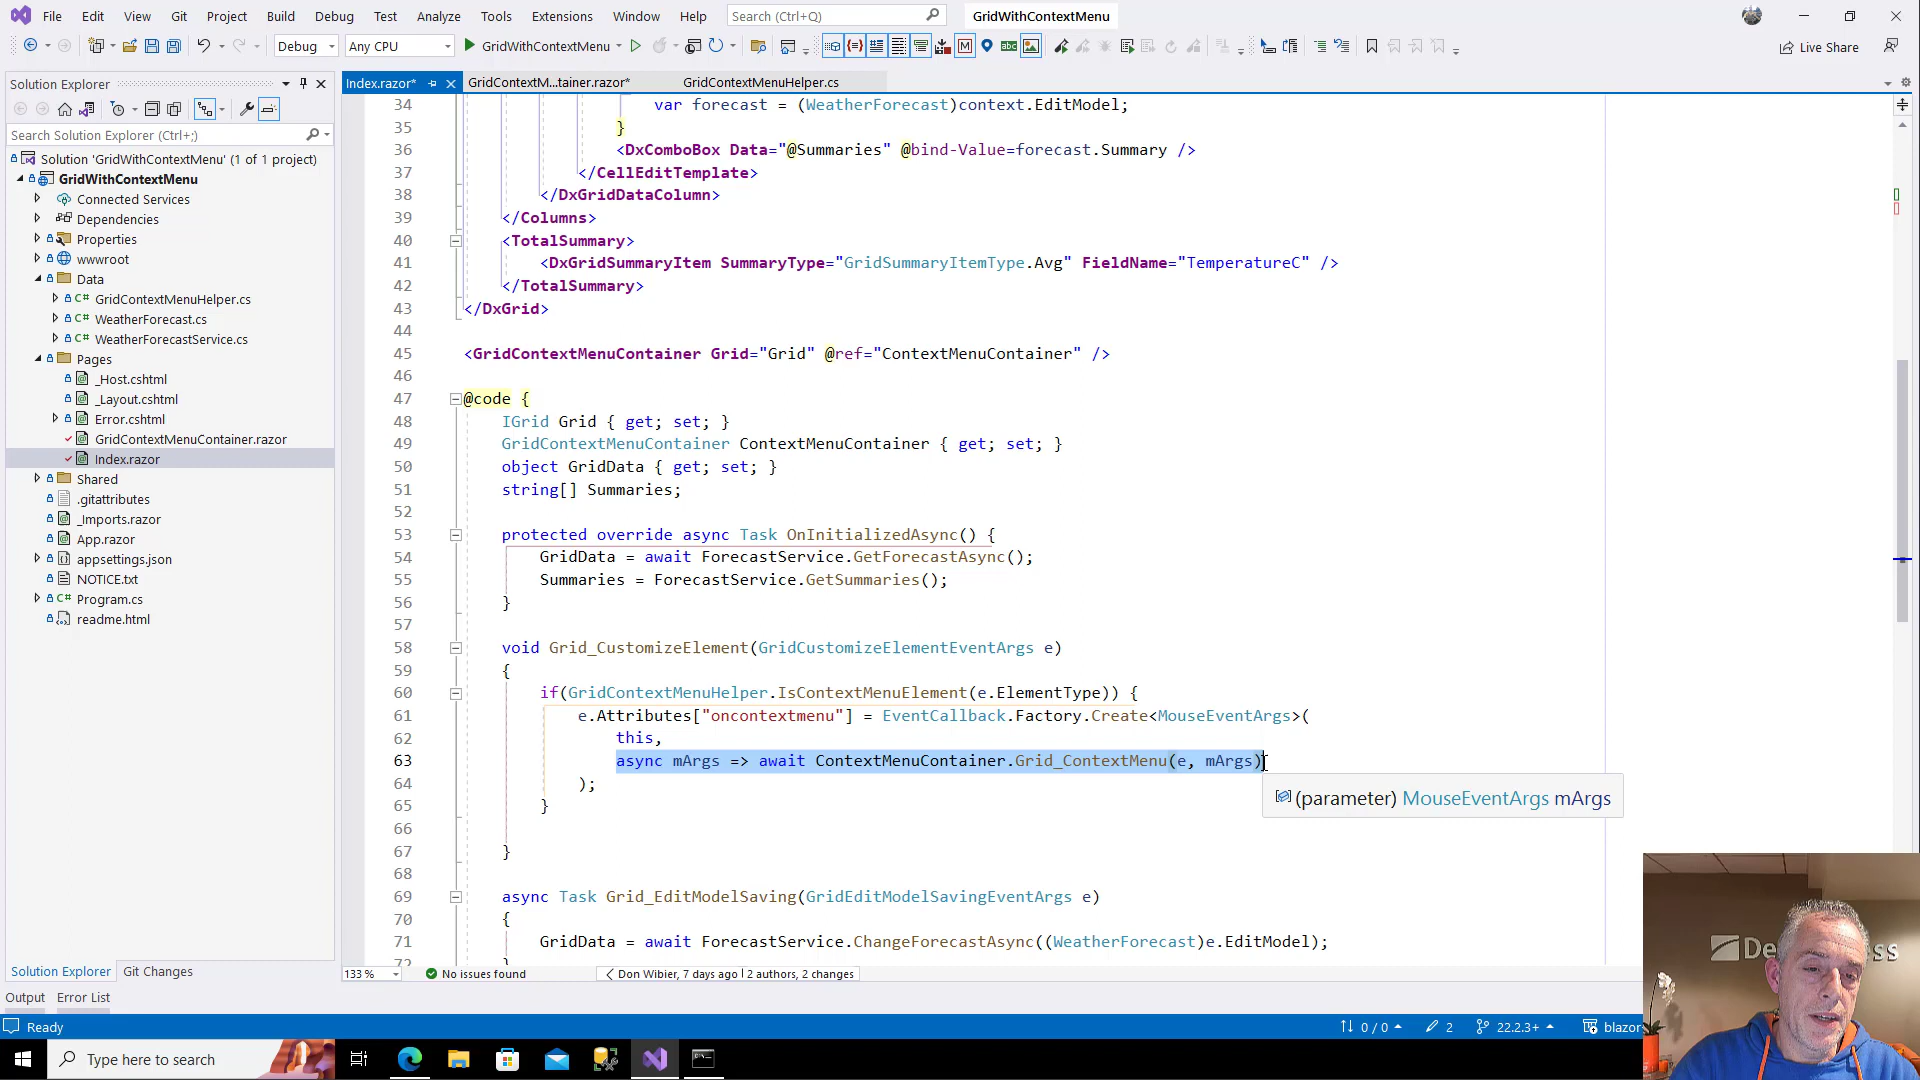 File Edit View Git Project Build Debug Test Analyze Tools Extensions Window Help Search (Ctrl+Q) GridWithContextMenu
Debug Any CPU GridWithContextMenu Live Share
Solution Explorer
Search Solution Explorer (Ctrl+;)
Solution 'GridWithContextMenu' (1 of 1 project)
GridWithContextMenu
Connected Services
Dependencies
Properties
wwwroot
Data
C# GridContextMenuHelper.cs
C# WeatherForecast.cs
C# WeatherForecastService.cs
Pages
_Host.cshtml
_Layout.cshtml
Error.cshtml
GridContextMenuContainer.razor
Index.razor
Shared
.gitattributes
_Imports.razor
App.razor
appsettings.json
NOTICE.txt
C# Program.cs
readme.html
Solution Explorer Git Changes
Index.razor* GridContextM...tainer.razor* GridContextMenuHelper.cs
34 var forecast = (WeatherForecast)context.EditModel;
35 }
36 <DxComboBox Data="@Summaries" @bind-Value=forecast.Summary />
37 </CellEditTemplate>
38 </DxGridDataColumn>
39 </Columns>
40 <TotalSummary>
41 <DxGridSummaryItem SummaryType="GridSummaryItemType.Avg" FieldName="TemperatureC" />
42 </TotalSummary>
43 </DxGrid>
44
45 <GridContextMenuContainer Grid="Grid" @ref="ContextMenuContainer" />
46
47 @code {
48 IGrid Grid { get; set; }
49 GridContextMenuContainer ContextMenuContainer { get; set; }
50 object GridData { get; set; }
51 string[] Summaries;
52
53 protected override async Task OnInitializedAsync() {
54 GridData = await ForecastService.GetForecastAsync();
55 Summaries = ForecastService.GetSummaries();
56 }
57
58 void Grid_CustomizeElement(GridCustomizeElementEventArgs e)
59 {
60 if(GridContextMenuHelper.IsContextMenuElement(e.ElementType)) {
61 e.Attributes["oncontextmenu"] = EventCallback.Factory.Create<MouseEventArgs>(
62 this,
63 async mArgs => await ContextMenuContainer.Grid_ContextMenu(e, mArgs)
64 );
65 }
66
67 }
68
69 async Task Grid_EditModelSaving(GridEditModelSavingEventArgs e)
70 {
71 GridData = await ForecastService.ChangeForecastAsync((WeatherForecast)e.EditModel);
72 }
(parameter) MouseEventArgs mArgs
133 % No issues found Don Wibier, 7 days ago | 2 authors, 2 changes
Output Error List
Ready 0 / 0 2 22.2.3+ blazor
Type here to search